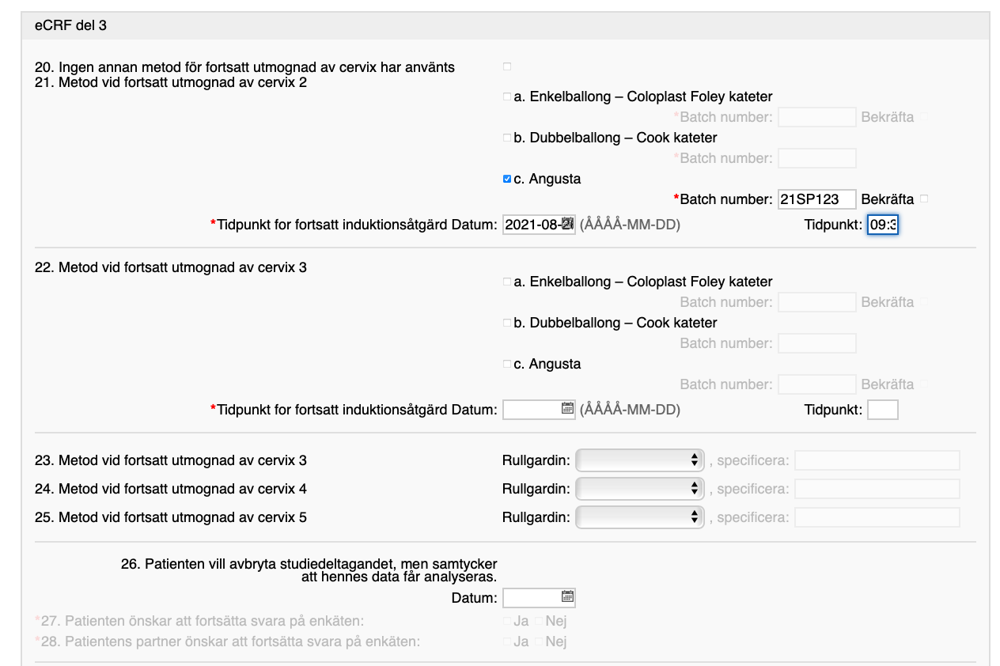 eCRF del 3
20. Ingen annan metod för fortsatt utmognad av cervix har använts
21. Metod vid fortsatt utmognad av cervix 2
a. Enkelballong – Coloplast Foley kateter
*Batch number: Bekräfta
b. Dubbelballong – Cook kateter
*Batch number:
c. Angusta
*Batch number: 21SP123 Bekräfta
*Tidpunkt for fortsatt induktionsåtgärd Datum: 2021-08- (ÅÅÅÅ-MM-DD) Tidpunkt: 09:3
22. Metod vid fortsatt utmognad av cervix 3
a. Enkelballong – Coloplast Foley kateter
Batch number: Bekräfta
b. Dubbelballong – Cook kateter
Batch number:
c. Angusta
Batch number: Bekräfta
*Tidpunkt for fortsatt induktionsåtgärd Datum: (ÅÅÅÅ-MM-DD) Tidpunkt:
23. Metod vid fortsatt utmognad av cervix 3 Rullgardin: , specificera:
24. Metod vid fortsatt utmognad av cervix 4 Rullgardin: , specificera:
25. Metod vid fortsatt utmognad av cervix 5 Rullgardin: , specificera:
26. Patienten vill avbryta studiedeltagandet, men samtycker
att hennes data får analyseras.
Datum:
*27. Patienten önskar att fortsätta svara på enkäten: Ja Nej
*28. Patientens partner önskar att fortsätta svara på enkäten: Ja Nej